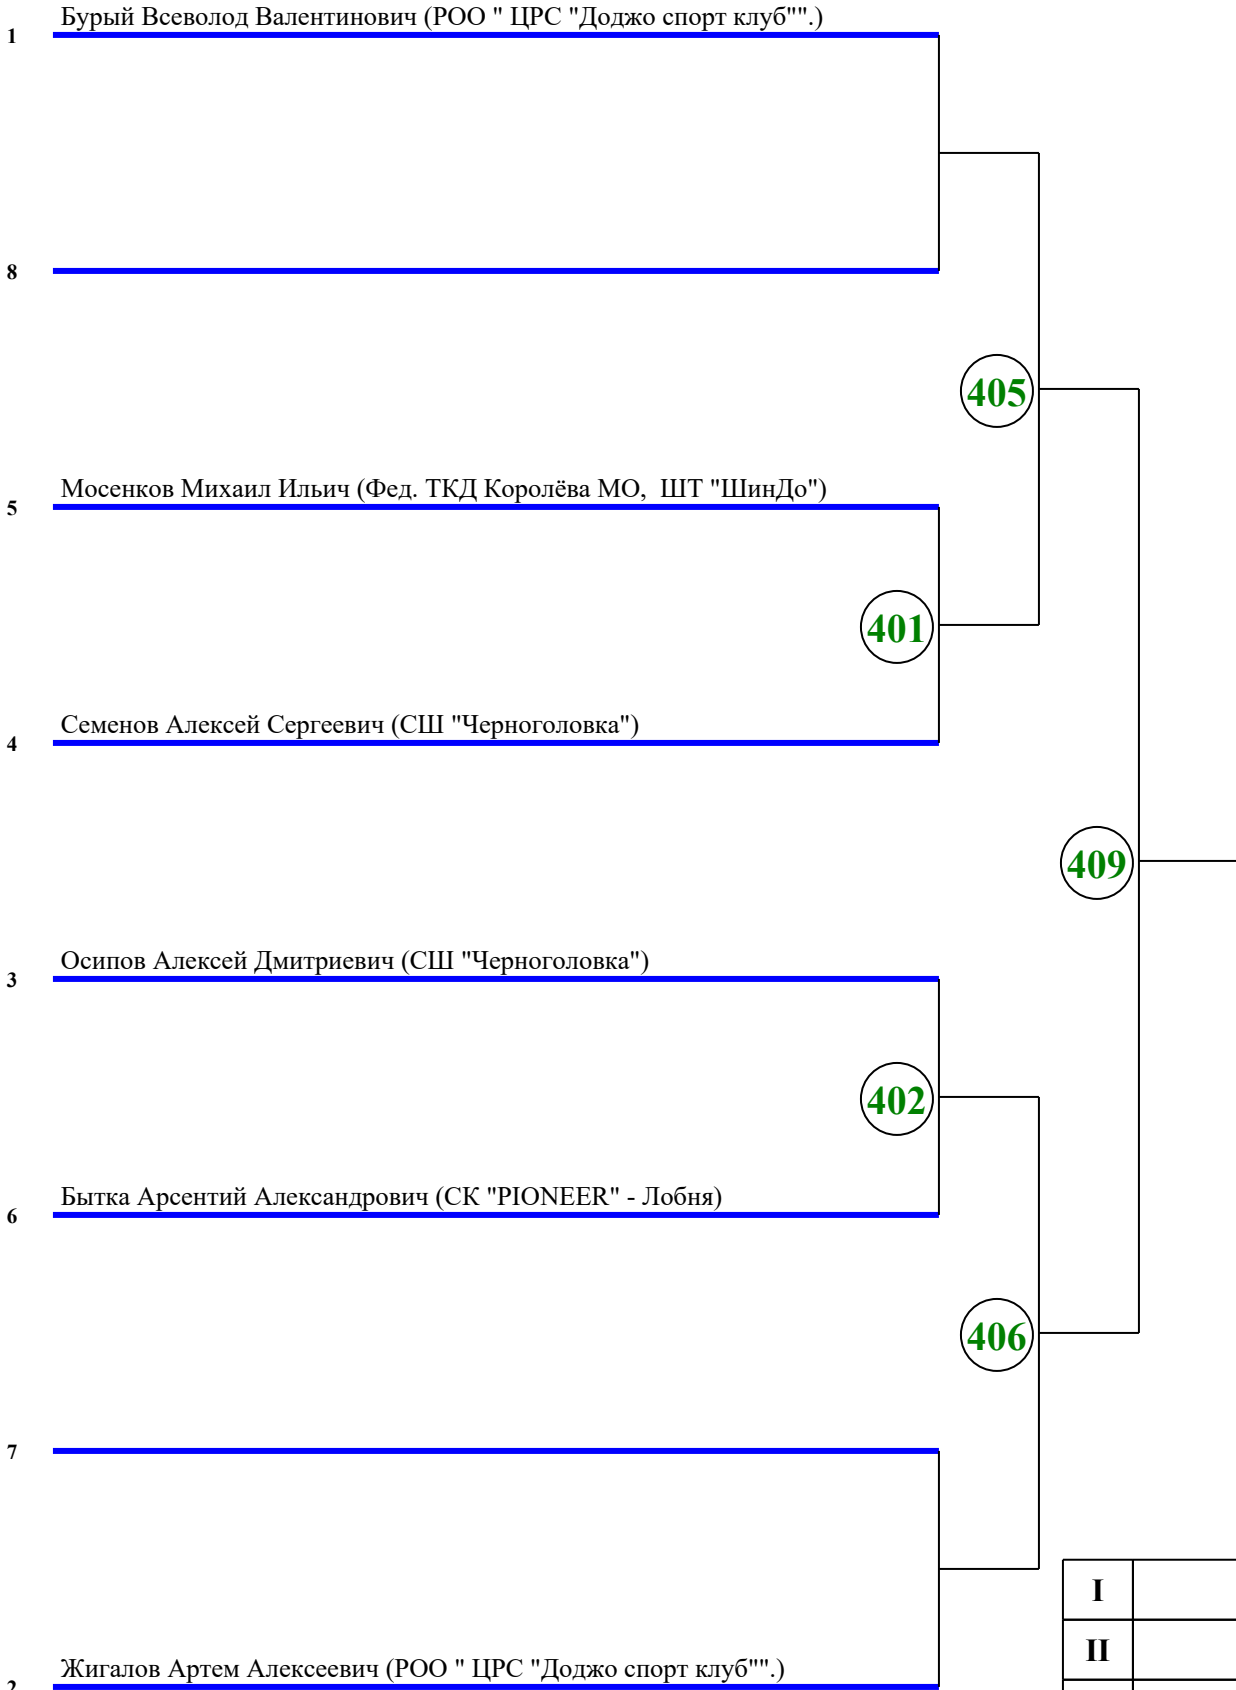 Бурый Всеволод Валентинович (РОО " ЦРС "Доджо спорт клуб"".)
1
8
405
Мосенков Михаил Ильич (Фед. ТКД Королёва МО,  ШТ "ШинДо")
5
401
Семенов Алексей Сергеевич (СШ "Черноголовка")
4
409
Осипов Алексей Дмитриевич (СШ "Черноголовка")
3
402
Бытка Арсентий Александрович (СК "PIONEER" - Лобня)
6
406
7
I
II
Жигалов Артем Алексеевич (РОО " ЦРС "Доджо спорт клуб"".)
2